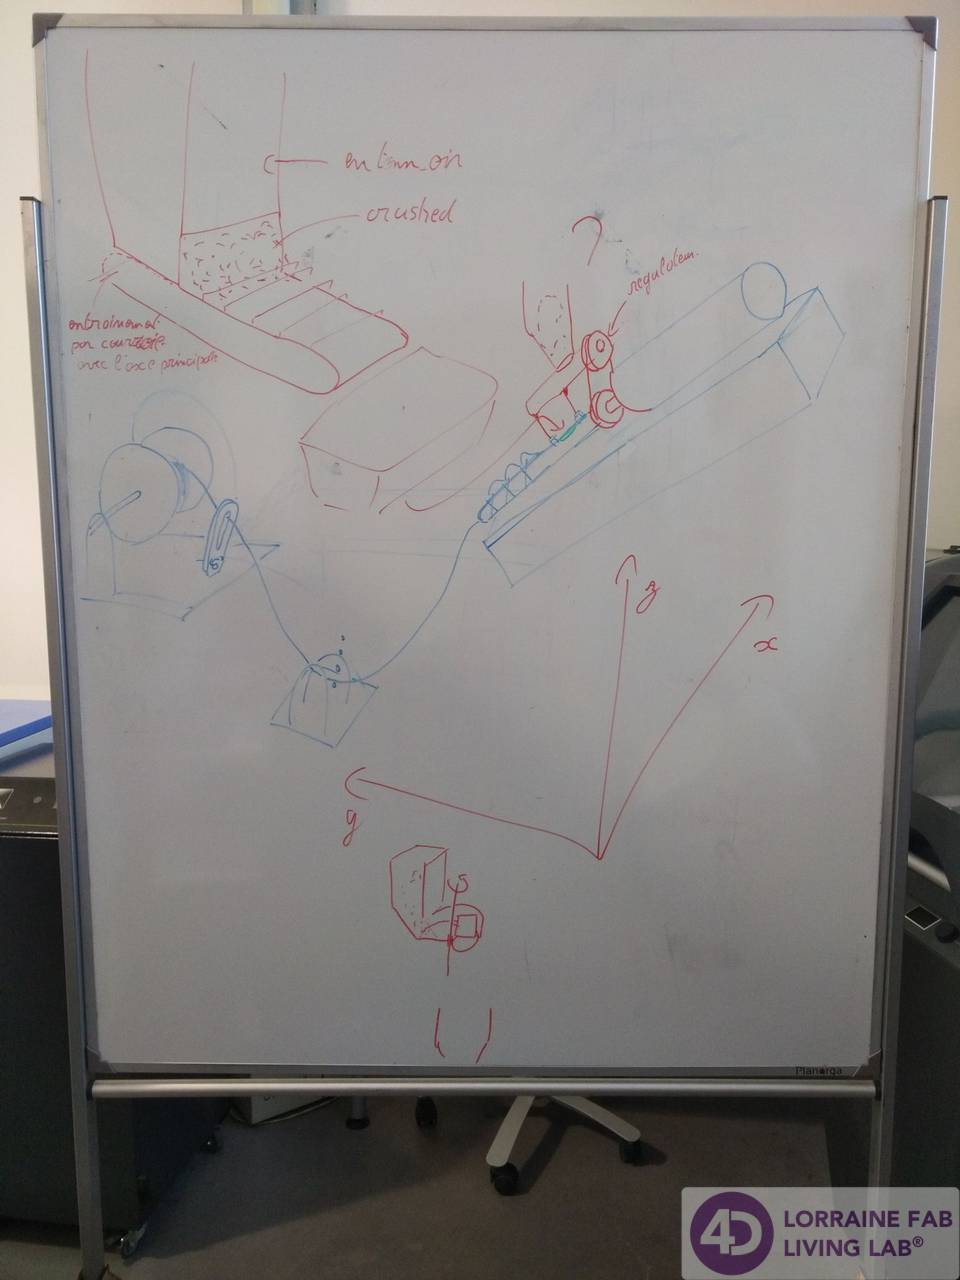 entonnoir
crushed
?
regulateur
entrainement
par courroie
avec l'axe principale
z
x
y
Planorga
4D LORRAINE FAB
LIVING LAB®